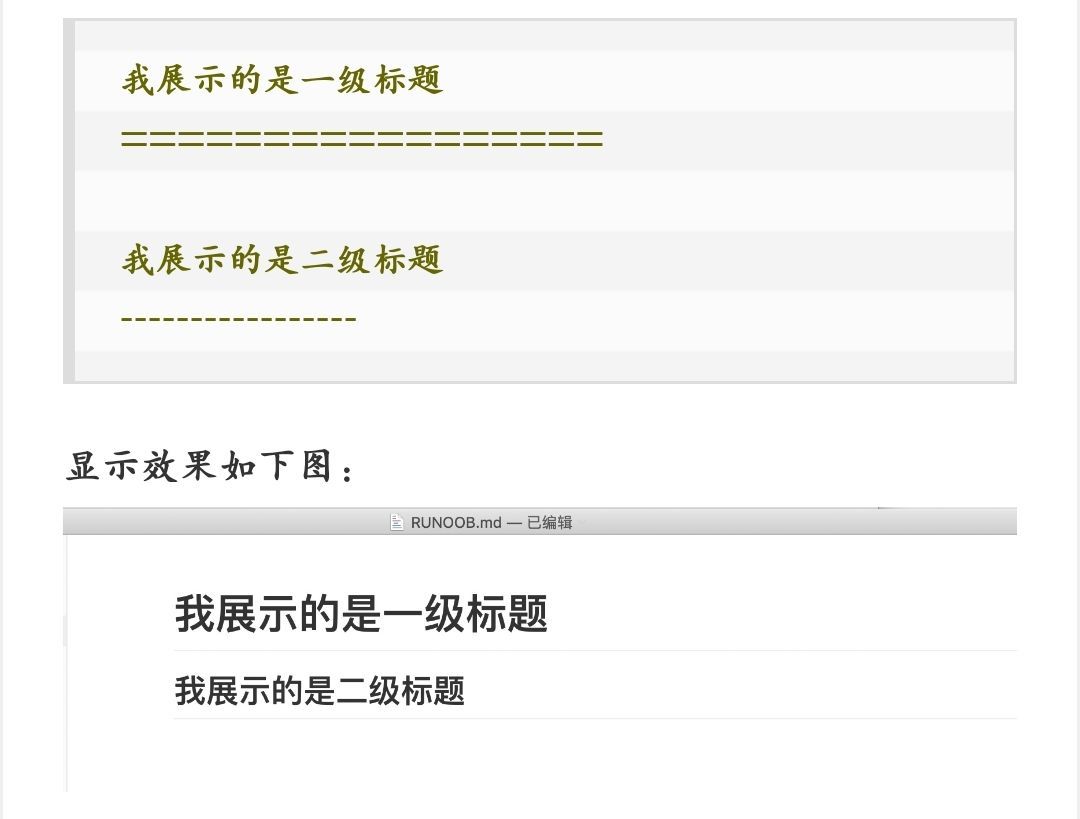 我展示的是一级标题
=================
我展示的是二级标题
-----------------
显示效果如下图：
RUNOOB.md — 已编辑
我展示的是一级标题
我展示的是二级标题